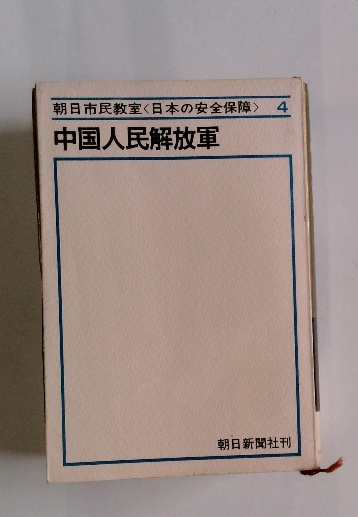 朝日市民教室〈日本の安全保障〉 4
中国人民解放軍
朝日新聞社刊